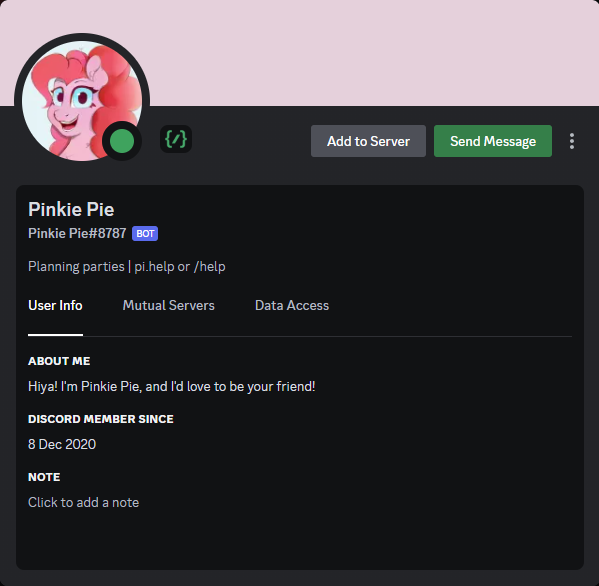 Add to Server
Send Message
Pinkie Pie
Pinkie Pie#8787 BOT
Planning parties | pi.help or /help
User Info
Mutual Servers
Data Access
ABOUT ME
Hiya! I'm Pinkie Pie, and I'd love to be your friend!
DISCORD MEMBER SINCE
8 Dec 2020
NOTE
Click to add a note